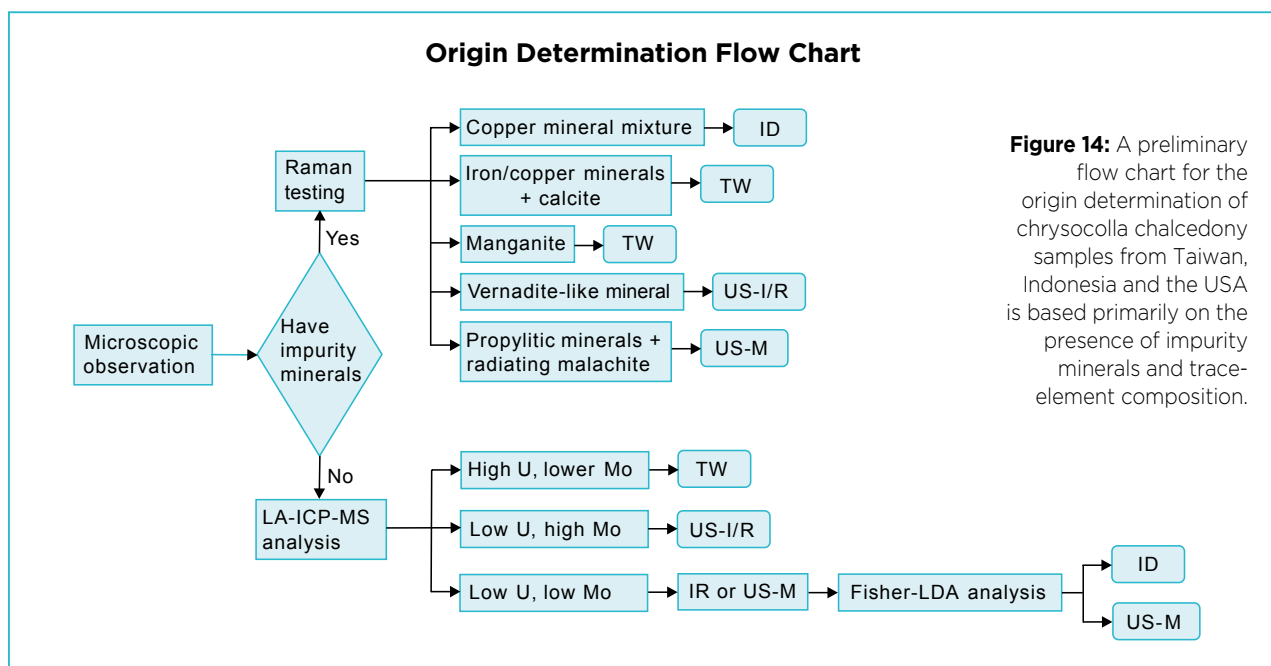 Origin Determination Flow Chart
Microscopic
observation
Have
impurity
minerals
Yes
Raman
testing
Copper mineral mixture
ID
Iron/copper minerals
+ calcite
TW
Manganite
TW
Vernadite-like mineral
US-I/R
Propylitic minerals +
radiating malachite
US-M
No
LA-ICP-MS
analysis
High U, lower Mo
TW
Low U, high Mo
US-I/R
Low U, low Mo
IR or US-M
Fisher-LDA analysis
ID
US-M
Figure 14: A preliminary
flow chart for the
origin determination of
chrysocolla chalcedony
samples from Taiwan,
Indonesia and the USA
is based primarily on the
presence of impurity
minerals and trace-
element composition.